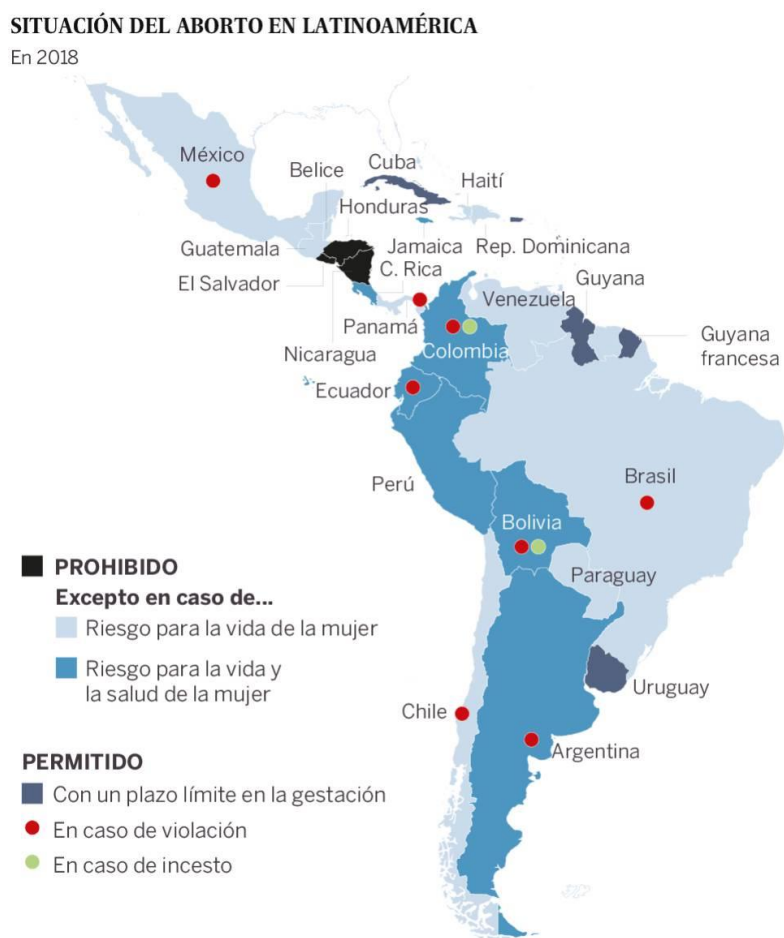 SITUACIÓN DEL ABORTO EN LATINOAMÉRICA
En 2018
México
Belice
Cuba
Haití
Honduras
Guatemala
Jamaica
Rep. Dominicana
El Salvador
C. Rica
Guyana
Venezuela
Panamá
Nicaragua
Colombia
Guyana
francesa
Ecuador
Perú
Brasil
Bolivia
Paraguay
Uruguay
Chile
Argentina
PROHIBIDO
Excepto en caso de...
Riesgo para la vida de la mujer
Riesgo para la vida y
la salud de la mujer
PERMITIDO
Con un plazo límite en la gestación
En caso de violación
En caso de incesto